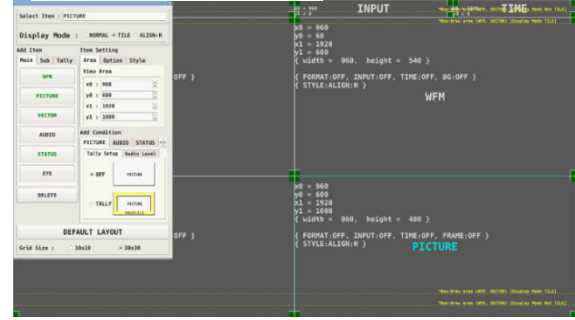 Select Item : PICTURE
Display Mode : NORMAL TILE ALIGN-H
Add Item
Item Setting
Main Sub Tally
Area Option Style
View Area
WFM
x0 : 960
PICTURE
y0 : 600
x1 : 1920
VECTOR
y1 : 1080
AUDIO
Add Condition
PICTURE AUDIO STATUS
STATUS
Tally Setup Audio Level
EYE
OFF PICTURE
DELETE
TALLY PICTURE
DEFAULT LAYOUT
Grid Size : 10x10 30x30
INPUT
TIME
x0 = 960
y0 = 60
x1 = 1920
y1 = 600
{ width = 960, height = 540 }
OFF }
{ FORMAT:OFF, INPUT:OFF, TIME:OFF, BG:OFF }
{ STYLE:ALIGN:H }
WFM
x0 = 960
y0 = 600
x1 = 1920
y1 = 1080
{ width = 960, height = 480 }
OFF }
{ FORMAT:OFF, INPUT:OFF, TIME:OFF, FRAME:OFF }
{ STYLE:ALIGN:H }
PICTURE